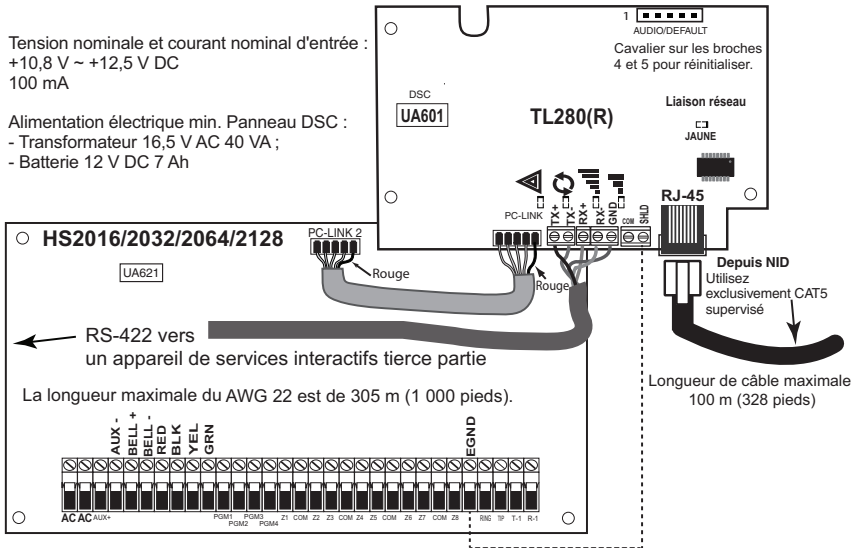 Tension nominale et courant nominal d'entrée :
+10,8 V ~ +12,5 V DC
100 mA
Alimentation électrique min. Panneau DSC :
- Transformateur 16,5 V AC 40 VA ;
- Batterie 12 V DC 7 Ah
1
AUDIO/DEFAULT
Cavalier sur les broches
4 et 5 pour réinitialiser.
DSC
UA601
TL280(R)
Liaison réseau
JAUNE
RJ-45
PC-LINK
TX+
TX-
RX+
RX-
GND
COM
SHLD
HS2016/2032/2064/2128
UA621
PC-LINK 2
Rouge
Rouge
Depuis NID
Utilisez
exclusivement CAT5
supervisé
Longueur de câble maximale
100 m (328 pieds)
RS-422 vers
un appareil de services interactifs tierce partie
La longueur maximale du AWG 22 est de 305 m (1 000 pieds).
AUX -
BELL +
BELL -
RED
BLK
YEL
GRN
EGND
AC AC AUX+ PGM1 PGM2 PGM3 PGM4 Z1 COM Z2 Z3 COM Z4 Z5 COM Z6 Z7 COM Z8 RING TIP T-1 R-1